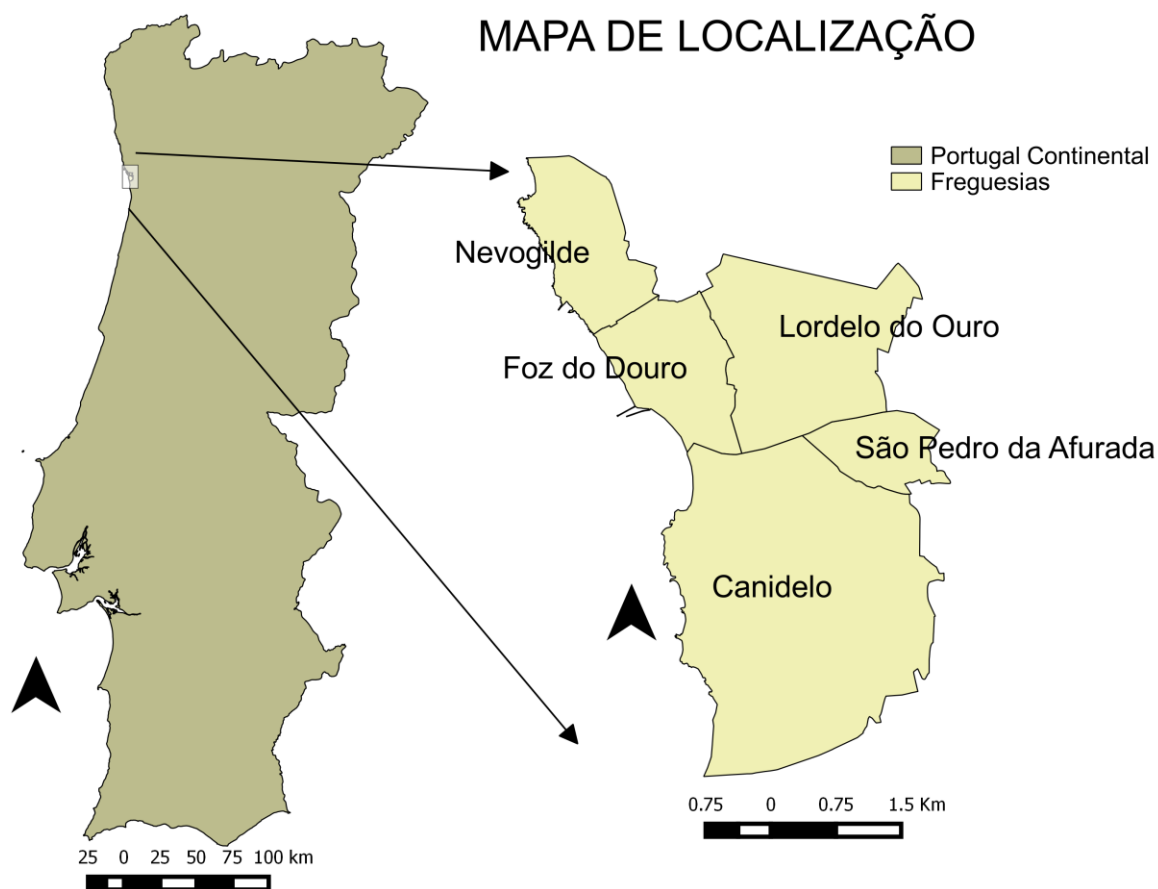 MAPA DE LOCALIZAÇÃO
Portugal Continental
Freguesias
Nevogilde
Lordelo do Ouro
Foz do Douro
São Pedro da Afurada
Canidelo
0.75 0 0.75 1.5 Km
25 0 25 50 75 100 km